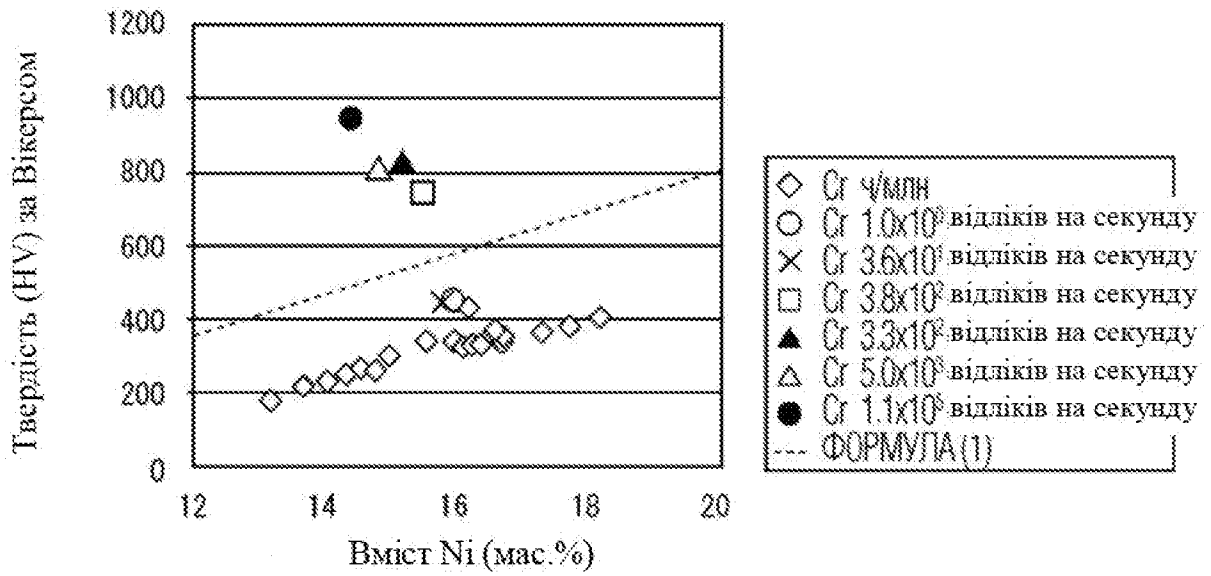 1200
1000
800
600
400
200
0
12 14 16 18 20
Твердість (HV) за Вікерсом
Вміст Ni (мас.%)
Cr ч/млн
Cr 1.0x10 відліків на секунду
Cr 3.6x10 відліків на секунду
Cr 3.8x10 відліків на секунду
Cr 3.3x10 відліків на секунду
Cr 5.0x10 відліків на секунду
Cr 1.1x10 відліків на секунду
ФОРМУЛА (1)